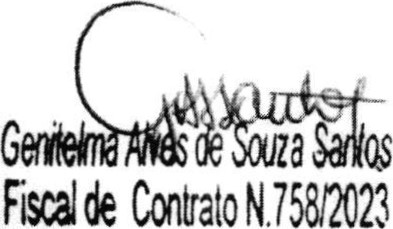 Genitelma Alves de Souza Santos
Fiscal de Contrato N.758/2023